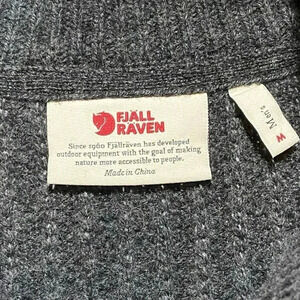 FJÄLL
RÄVEN
Since 1960 Fjällräven has developed
outdoor equipment with the goal of making
nature more accessible to people.
Made in China
M
Men's